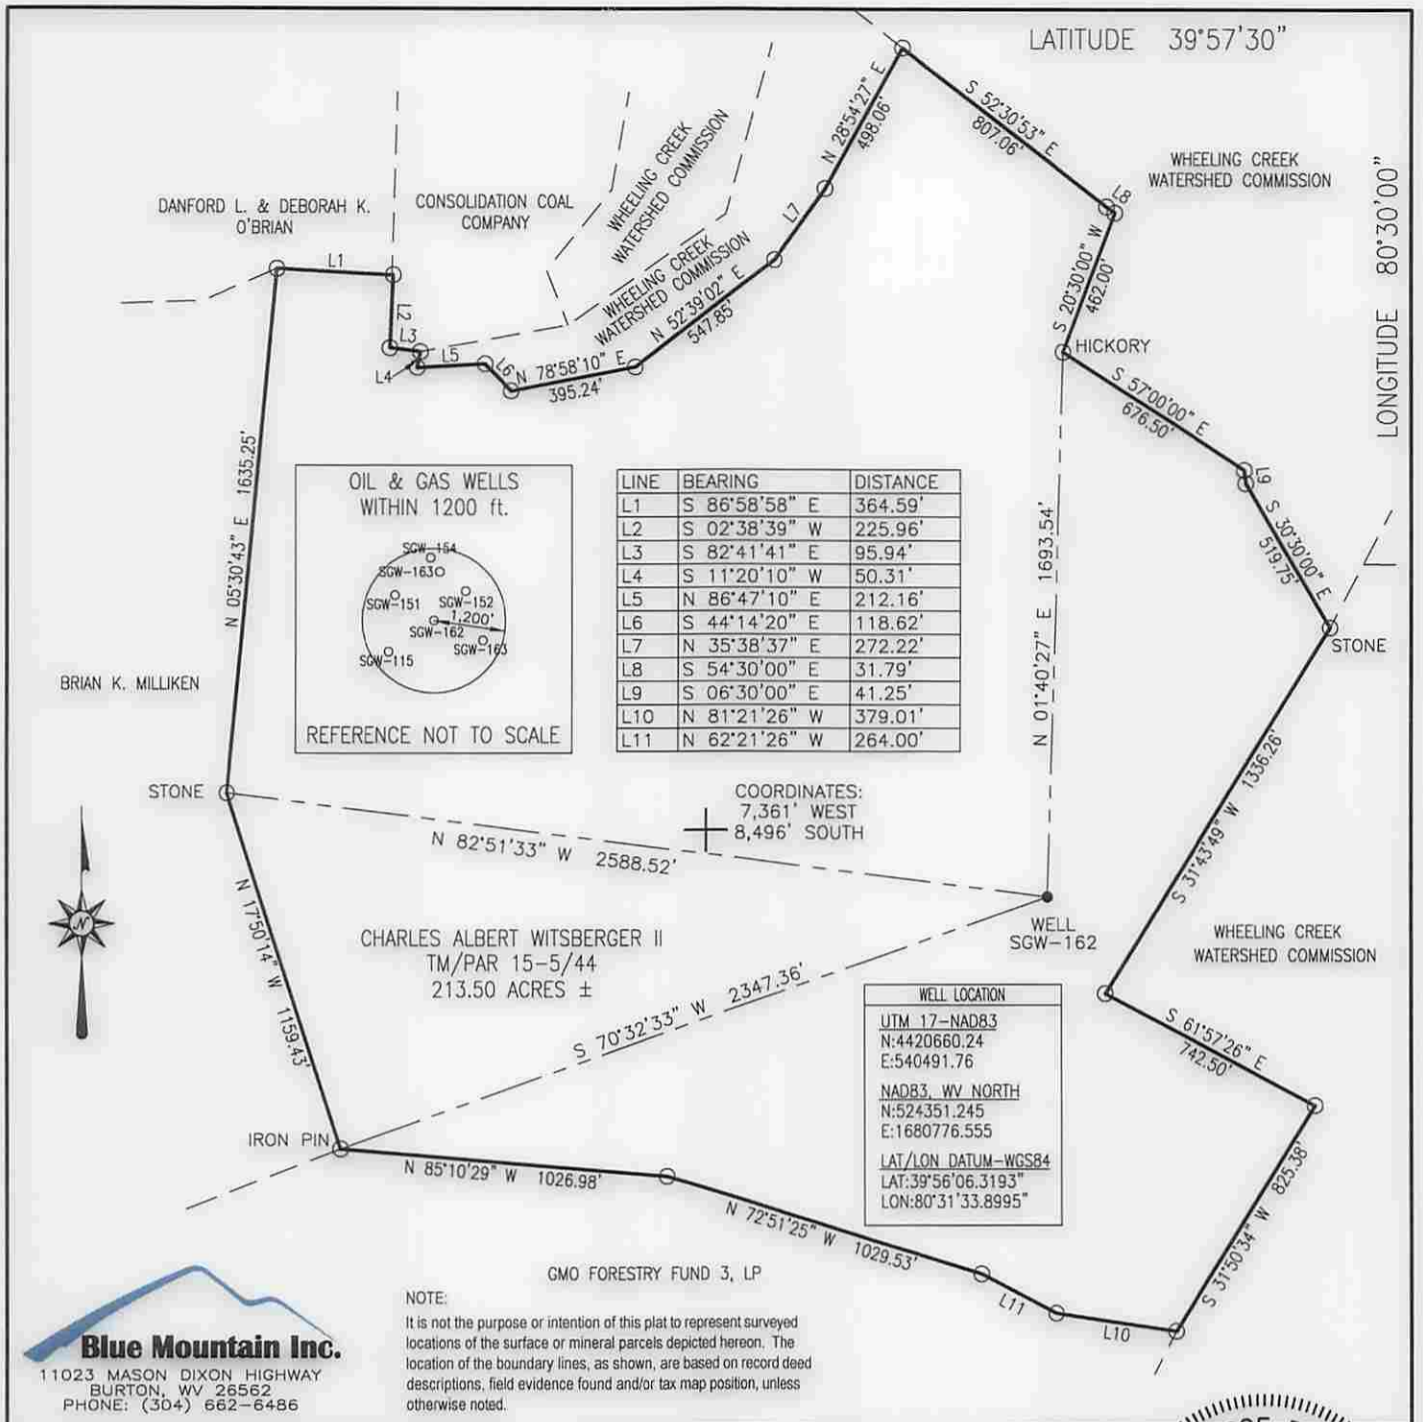 LATITUDE 39°57'30"
LONGITUDE 80°30'00"
N 28°54'27" E
498.06'
S 52°30'53" E
807.06'
L8
WHEELING CREEK
WATERSHED COMMISSION
DANFORD L. & DEBORAH K.
O'BRIAN
CONSOLIDATION COAL
COMPANY
WHEELING CREEK
WATERSHED COMMISSION
WHEELING CREEK
WATERSHED COMMISSION
L7
L1
L2
L3
L4
L5
L6
N 78°58'10" E
395.24'
N 52°39'02" E
547.85'
S 20°30'00" W
462.00'
HICKORY
S 57°00'00" E
676.50'
L9
S 30°30'00" E
519.75'
STONE
N 05°30'43" E 1635.25'
OIL & GAS WELLS
WITHIN 1200 ft.
SGW-154
SGW-163
SGW-151
SGW-152
1,200'
SGW-162
SGW-163
SGW-115
REFERENCE NOT TO SCALE
LINE BEARING DISTANCE
L1 S 86°58'58" E 364.59'
L2 S 02°38'39" W 225.96'
L3 S 82°41'41" E 95.94'
L4 S 11°20'10" W 50.31'
L5 N 86°47'10" E 212.16'
L6 S 44°14'20" E 118.62'
L7 N 35°38'37" E 272.22'
L8 S 54°30'00" E 31.79'
L9 S 06°30'00" E 41.25'
L10 N 81°21'26" W 379.01'
L11 N 62°21'26" W 264.00'
N 01°40'27" E 1693.54'
BRIAN K. MILLIKEN
STONE
COORDINATES:
7,361' WEST
8,496' SOUTH
N 82°51'33" W 2588.52'
S 31°43'49" W 1336.26'
N
N 17°50'14" W 1159.43'
CHARLES ALBERT WITSBERGER II
TM/PAR 15-5/44
213.50 ACRES ±
WELL
SGW-162
WHEELING CREEK
WATERSHED COMMISSION
S 70°32'33" W 2347.36'
WELL LOCATION
UTM 17-NAD83
N:4420660.24
E:540491.76
NAD83, WV NORTH
N:524351.245
E:1680776.555
LAT/LON DATUM-WGS84
LAT:39°56'06.3193"
LON:80°31'33.8995"
S 61°57'26" E
742.50'
IRON PIN
N 85°10'29" W 1026.98'
N 72°51'25" W 1029.53'
S 31°50'34" W 825.38'
L11
L10
GMO FORESTRY FUND 3, LP
Blue Mountain Inc.
11023 MASON DIXON HIGHWAY
BURTON, WV 26562
PHONE: (304) 662-6486
NOTE:
It is not the purpose or intention of this plat to represent surveyed
locations of the surface or mineral parcels depicted hereon. The
location of the boundary lines, as shown, are based on record deed
descriptions, field evidence found and/or tax map position, unless
otherwise noted.